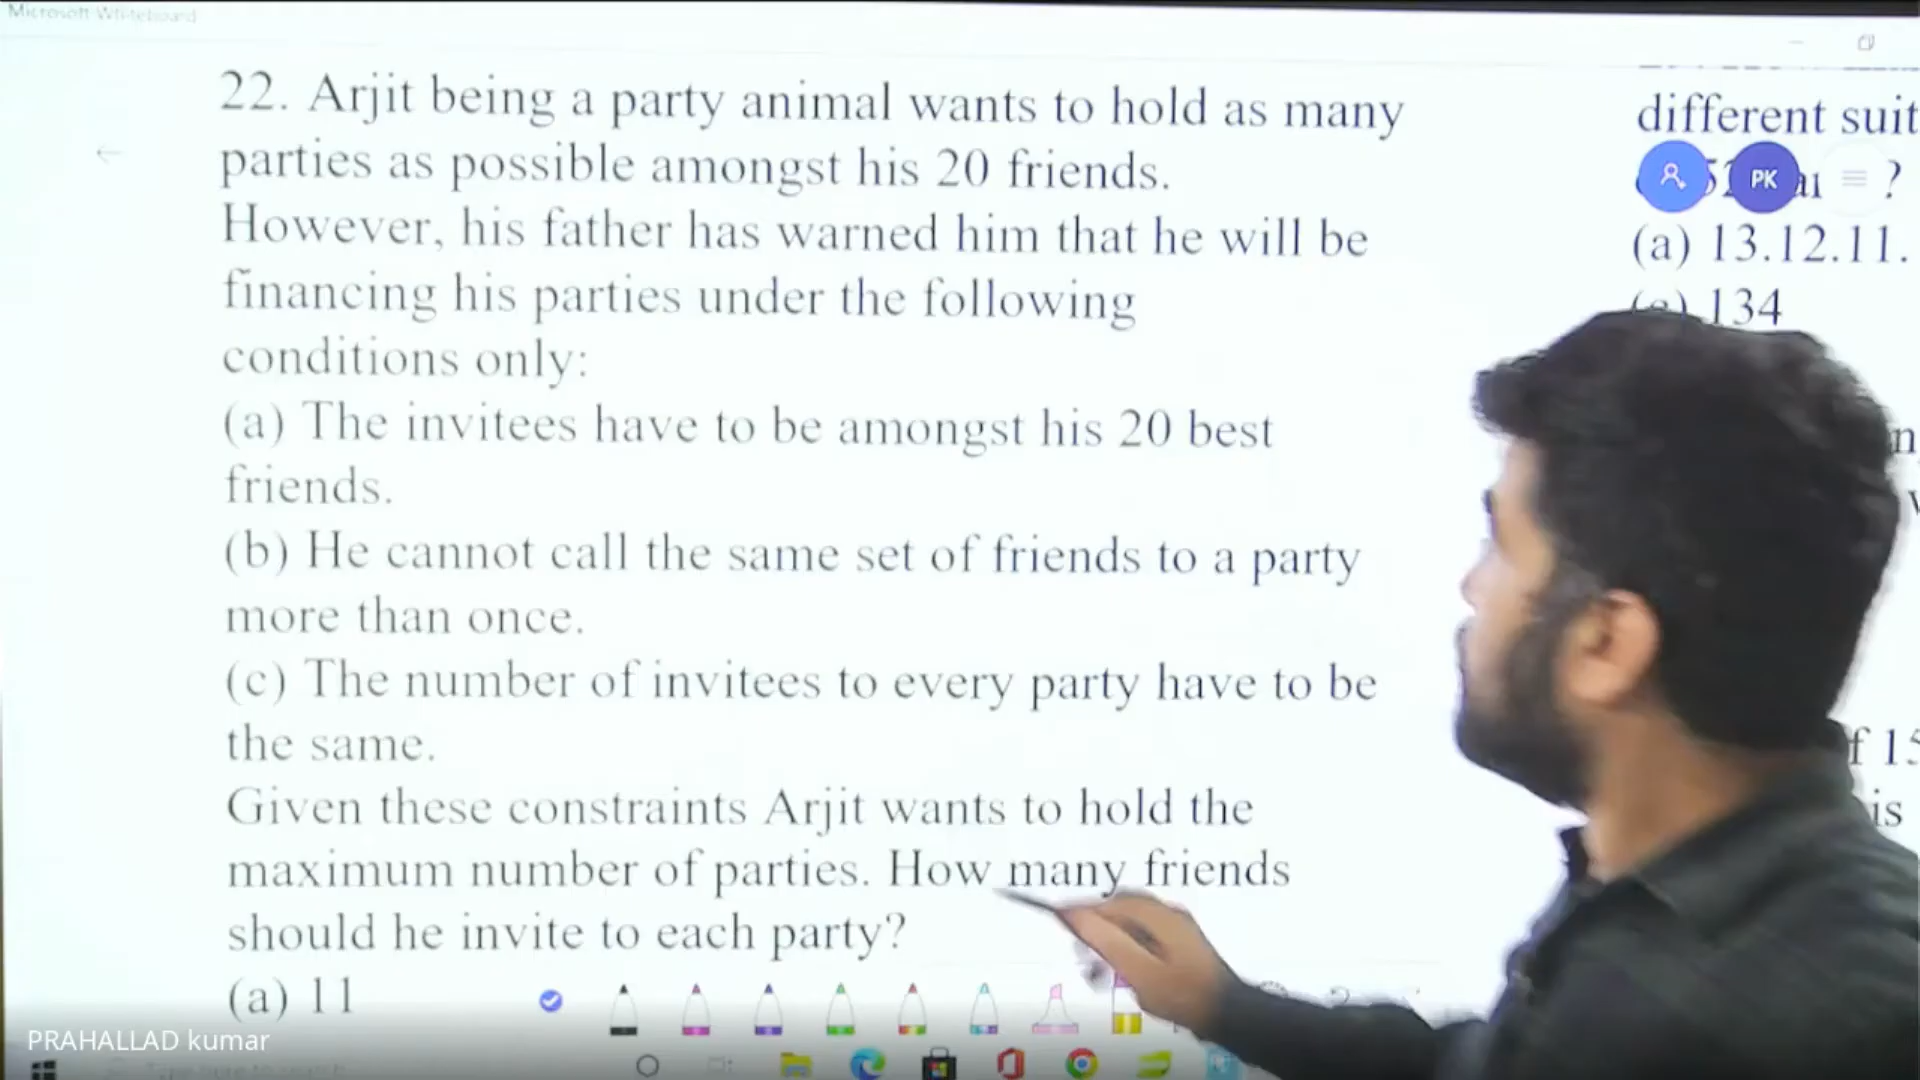 Microsoft Whiteboard
22. Arjit being a party animal wants to hold as many
parties as possible amongst his 20 friends.
However, his father has warned him that he will be
financing his parties under the following
conditions only:
(a) The invitees have to be amongst his 20 best
friends.
(b) He cannot call the same set of friends to a party
more than once.
(c) The number of invitees to every party have to be
the same.
Given these constraints Arjit wants to hold the
maximum number of parties. How many friends
should he invite to each party?
(a) 11
different suit
PK
?
(a) 13.12.11.
134
f 15
is
PRAHALLAD kumar